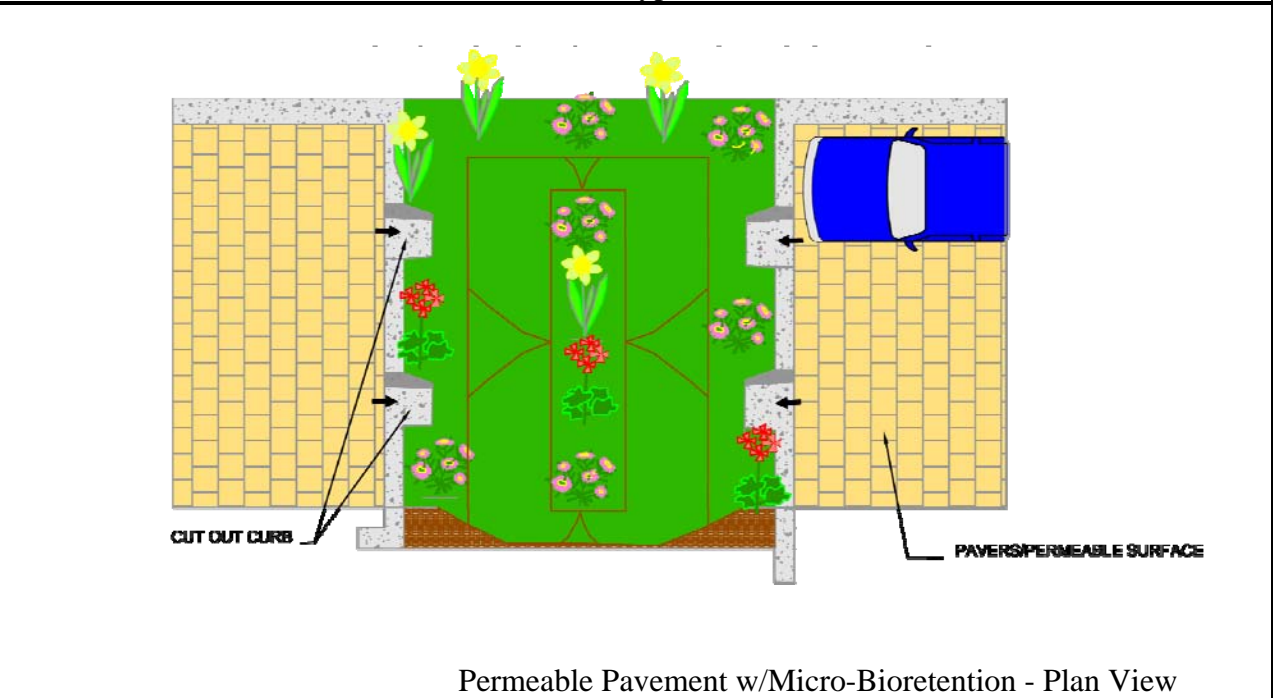 CUT OUT CURB
PAVERS/PERMEABLE SURFACE
Permeable Pavement w/Micro-Bioretention - Plan View